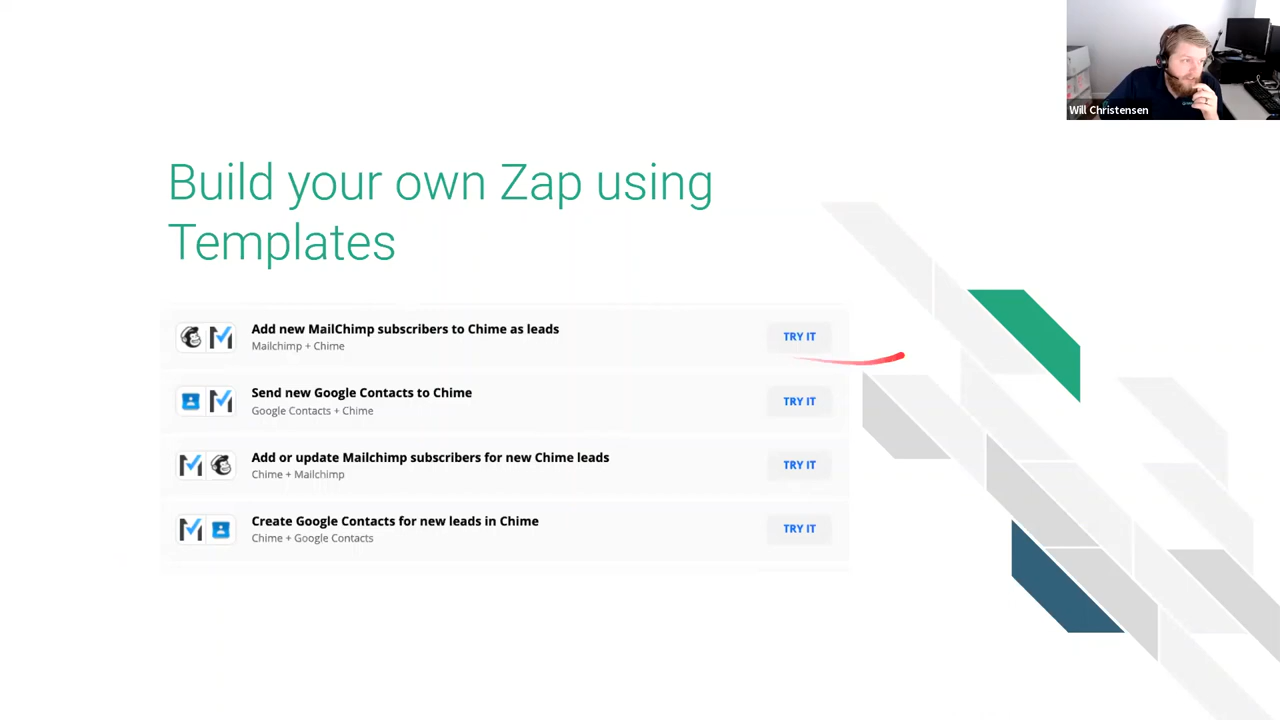 Will Christensen
Build your own Zap using
Templates
Add new MailChimp subscribers to Chime as leads
Mailchimp + Chime
TRY IT
Send new Google Contacts to Chime
Google Contacts + Chime
TRY IT
Add or update Mailchimp subscribers for new Chime leads
Chime + Mailchimp
TRY IT
Create Google Contacts for new leads in Chime
Chime + Google Contacts
TRY IT